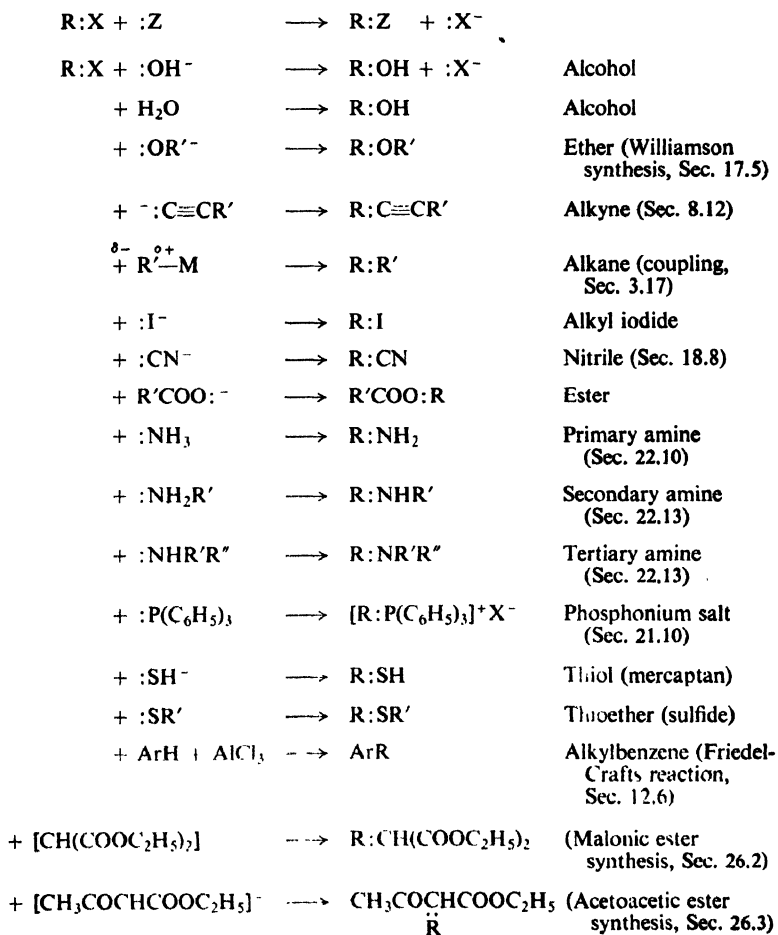 R:X + :Z ⟶ R:Z + :X⁻
R:X + :OH⁻ ⟶ R:OH + :X⁻ Alcohol
+ H₂O ⟶ R:OH Alcohol
+ :OR′⁻ ⟶ R:OR′ Ether (Williamson
synthesis, Sec. 17.5)
+ ⁻:C≡CR′ ⟶ R:C≡CR′ Alkyne (Sec. 8.12)
δ− δ+
+ R′—M ⟶ R:R′ Alkane (coupling,
Sec. 3.17)
+ :I⁻ ⟶ R:I Alkyl iodide
+ :CN⁻ ⟶ R:CN Nitrile (Sec. 18.8)
+ R′COO:⁻ ⟶ R′COO:R Ester
+ :NH₃ ⟶ R:NH₂ Primary amine
(Sec. 22.10)
+ :NH₂R′ ⟶ R:NHR′ Secondary amine
(Sec. 22.13)
+ :NHR′R″ ⟶ R:NR′R″ Tertiary amine
(Sec. 22.13)
+ :P(C₆H₅)₃ ⟶ [R:P(C₆H₅)₃]⁺X⁻ Phosphonium salt
(Sec. 21.10)
+ :SH⁻ ⟶ R:SH Thiol (mercaptan)
+ :SR′ ⟶ R:SR′ Thioether (sulfide)
+ ArH + AlCl₃ ⟶ ArR Alkylbenzene (Friedel-
Crafts reaction,
Sec. 12.6)
+ [CH(COOC₂H₅)₂] ⟶ R:CH(COOC₂H₅)₂ (Malonic ester
synthesis, Sec. 26.2)
+ [CH₃COCHCOOC₂H₅]⁻ ⟶ CH₃COCHCOOC₂H₅ (Acetoacetic ester
R̈ synthesis, Sec. 26.3)